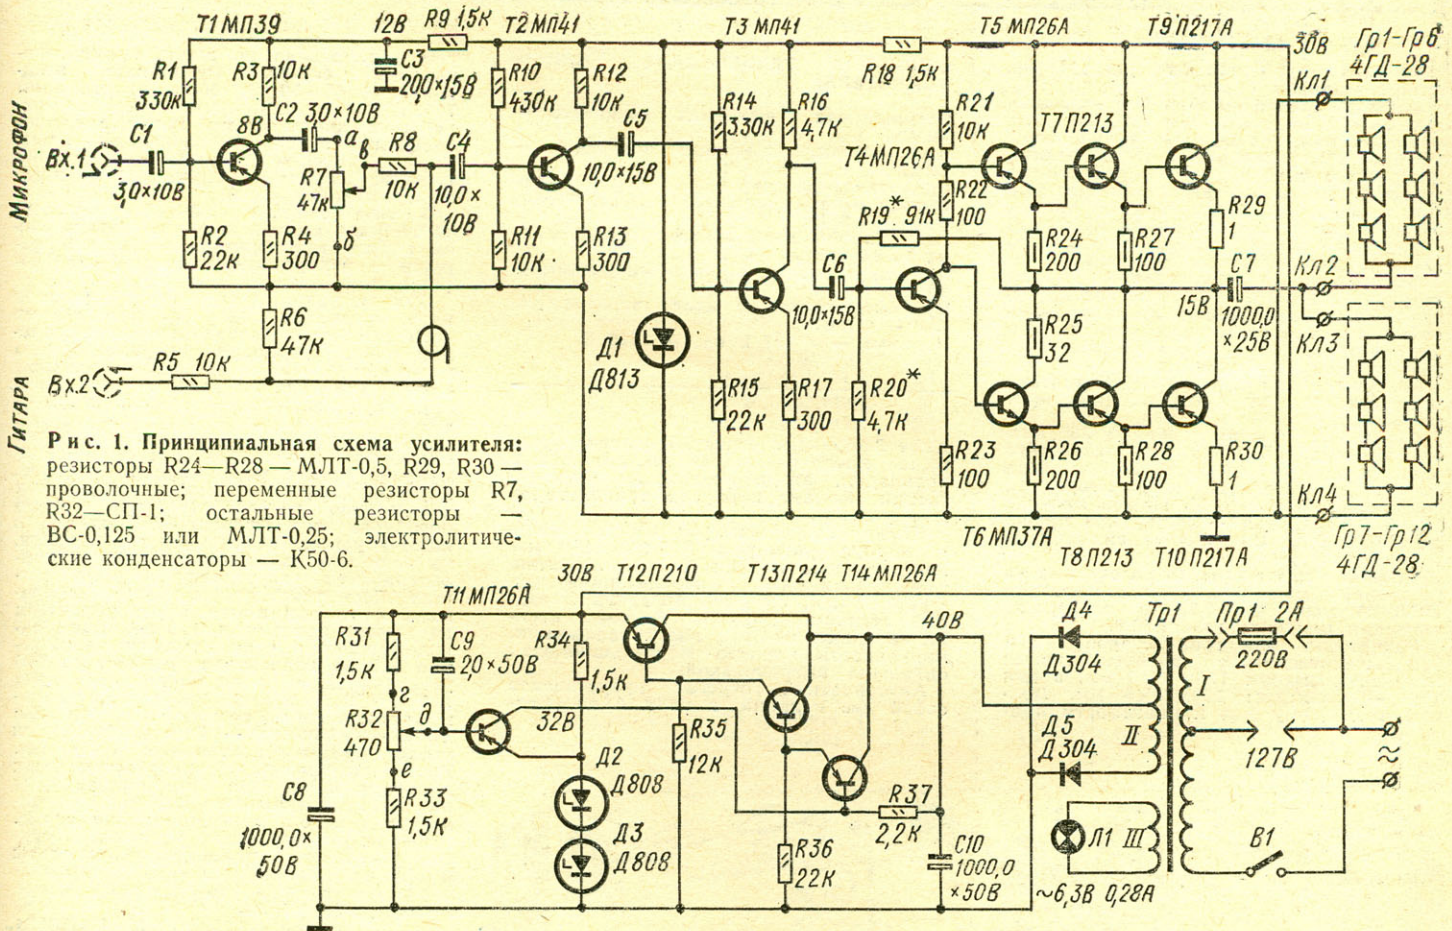 Т1 МП39
12В
R9 1,5к
Т2 МП41
Т3 МП41
Т5 МП26А
Т9 П217А
30В
Гр1-Гр6
4ГД-28
R1
330к
R3
10к
С3
200×15В
R10
430к
R12
10к
R18 1,5к
Кл1
С2 3,0×10В
8В
С1
Вх.1
3,0×10В
МИКРОФОН
а
в
R8
10к
С4
10,0×
10В
С5
10,0×15В
R14
330к
R16
4,7к
R21
10к
Т4 МП26А
Т7 П213
R7
47к
R22
100
R19* 91к
R29
1
R2
22к
R4
300
б
R11
10к
R13
300
С6
10,0×15В
R24
200
R27
100
С7
1000,0
×25В
15В
Кл2
Кл3
R6
47к
R25
32
R5 10к
Вх.2
ГИТАРА
Д1
Д813
R15
22к
R17
300
R20*
4,7к
R23
100
R26
200
R28
100
R30
1
Кл4
Т6 МП37А
Т8 П213
Т10 П217А
Гр7-Гр12
4ГД-28
Рис. 1. Принципиальная схема усилителя:
резисторы R24—R28 — МЛТ-0,5, R29, R30 —
проволочные; переменные резисторы R7,
R32—СП-1; остальные резисторы —
ВС-0,125 или МЛТ-0,25; электролитиче-
ские конденсаторы — К50-6.
30В
Т12 П210
Т13 П214
Т14 МП26А
Т11 МП26А
40В
Д4
Д304
Тр1
Пр1 2А
220В
R31
1,5к
С9
20×50В
R34
1,5к
г
R32
470
д
32В
R35
12к
Д5
Д304
II
I
127В
≈
е
R33
1,5к
Д2
Д808
R37
2,2к
С8
1000,0×
50В
Д3
Д808
R36
22к
С10
1000,0
×50В
Л1
III
В1
~6,3В 0,28А